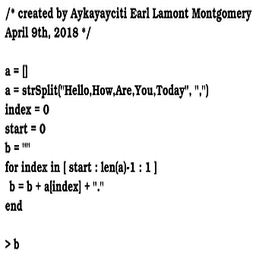 /* created by Aykayayciti Earl Lamont Montgomery
April 9th, 2018 */
a = []
a = strSplit("Hello,How,Are,You,Today", ",")
index = 0
start = 0
b = ""
for index in [ start : len(a)-1 : 1 ]
b = b + a[index] + "."
end
> b